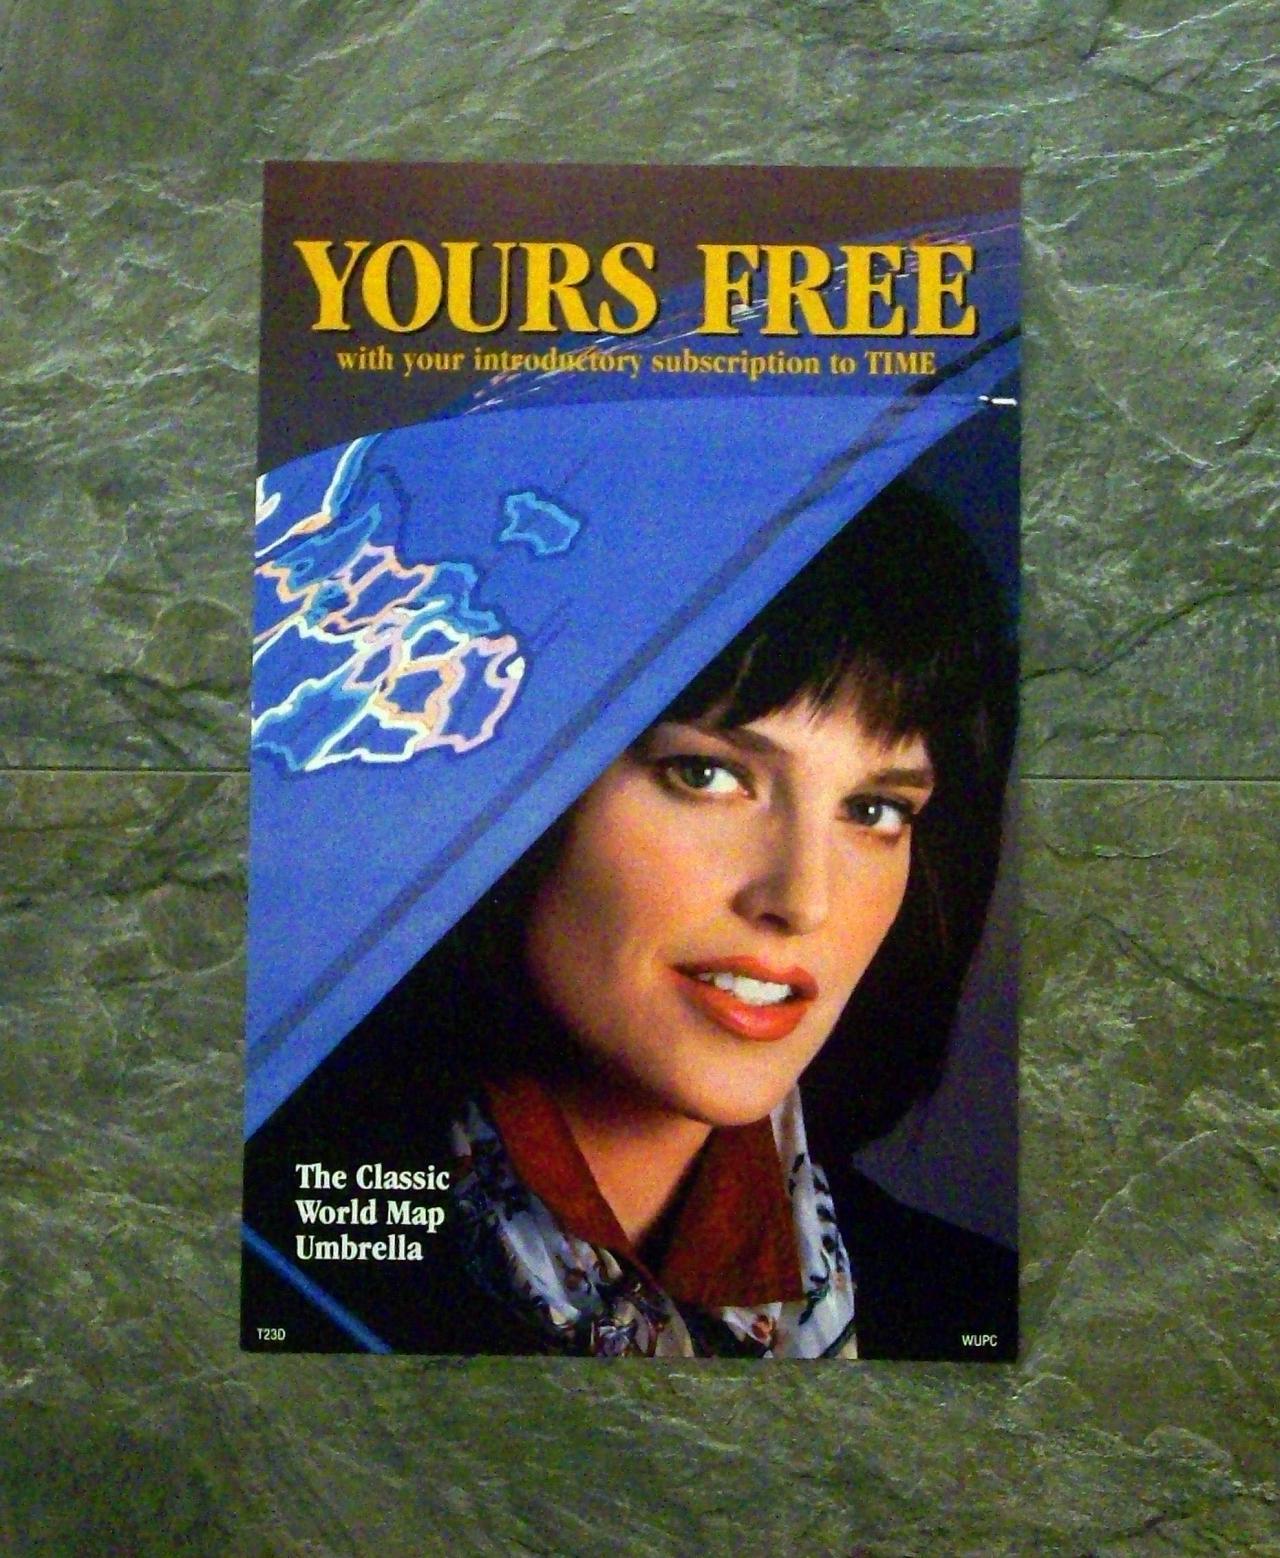 YOURS FREE
with your introductory subscription to TIME
The Classic
World Map
Umbrella
T23D
WUPC